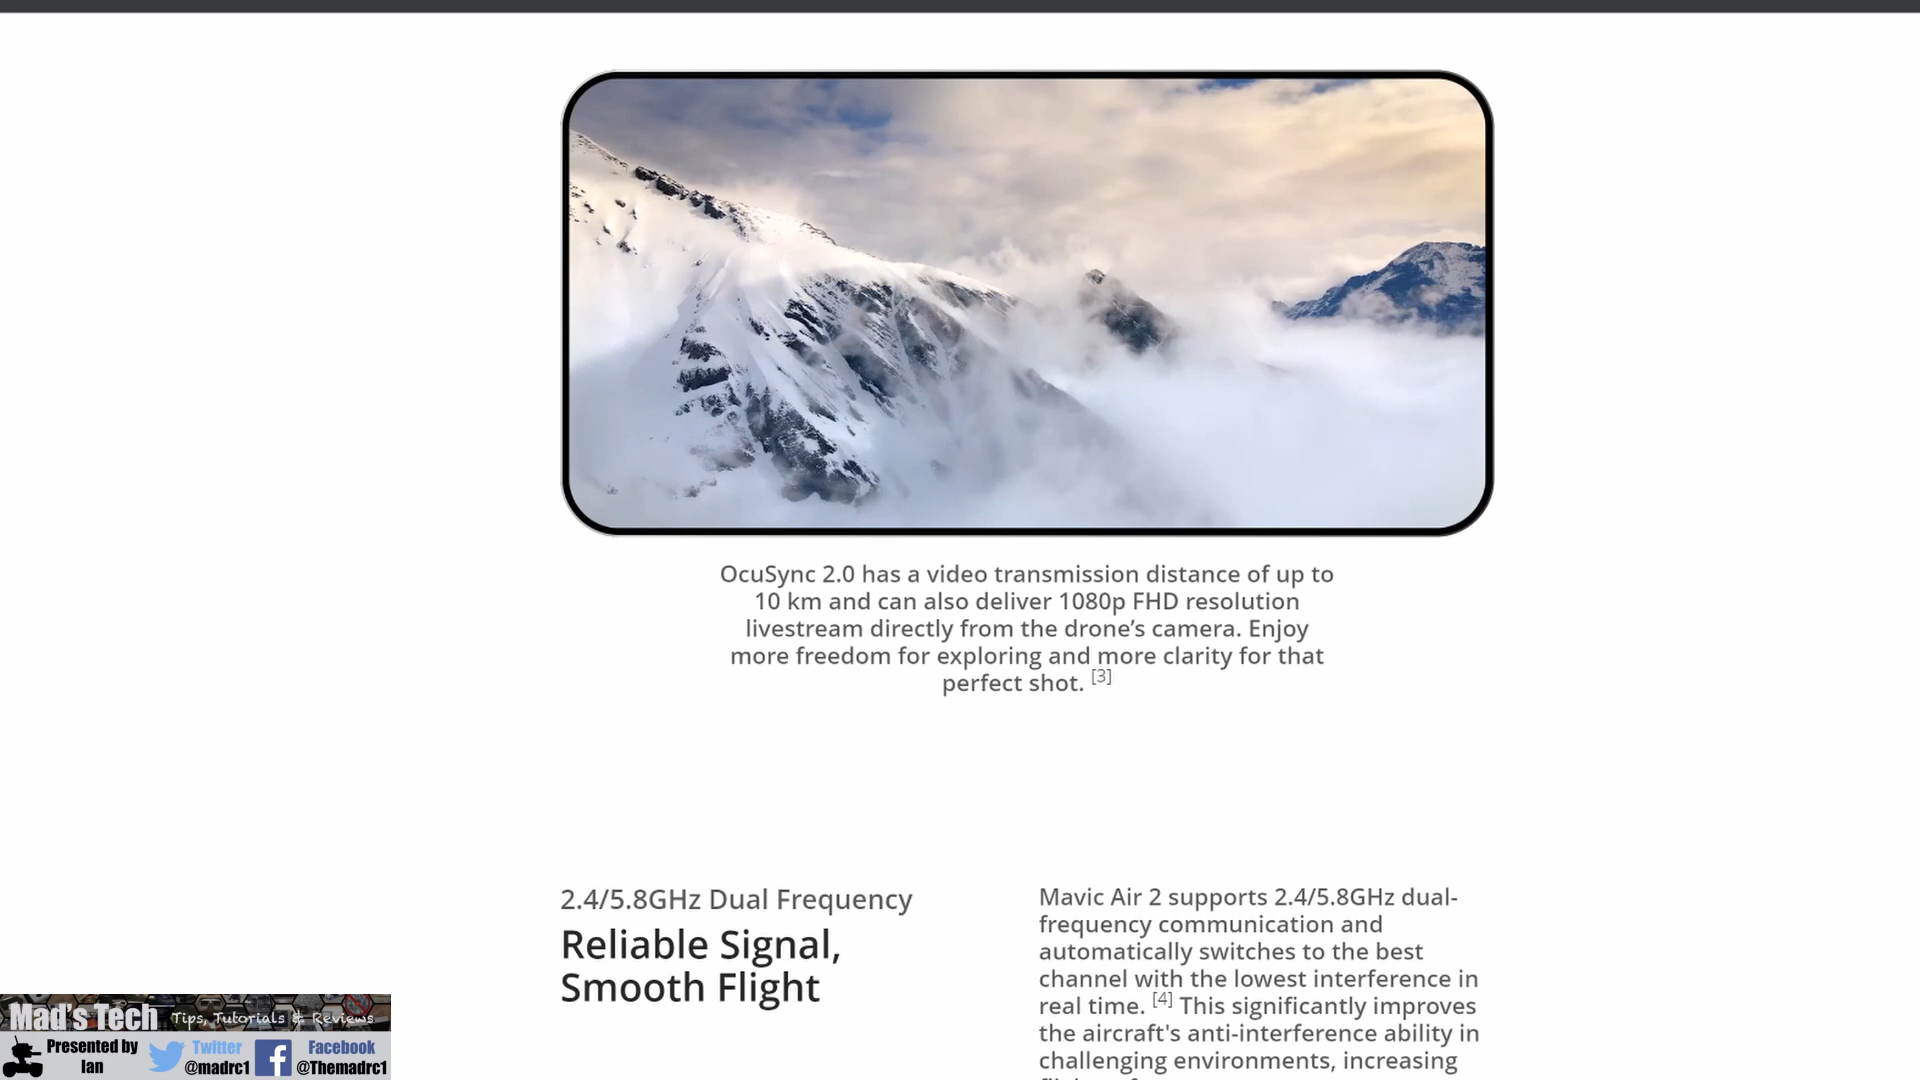 OcuSync 2.0 has a video transmission distance of up to
10 km and can also deliver 1080p FHD resolution
livestream directly from the drone’s camera. Enjoy
more freedom for exploring and more clarity for that
perfect shot. [3]
2.4/5.8GHz Dual Frequency
Reliable Signal,
Smooth Flight
Mavic Air 2 supports 2.4/5.8GHz dual-
frequency communication and
automatically switches to the best
channel with the lowest interference in
real time. [4] This significantly improves
the aircraft's anti-interference ability in
challenging environments, increasing
Mad's Tech Tips, Tutorials & Reviews
Presented by
Ian
Twitter
@madrc1
Facebook
@Themadrc1